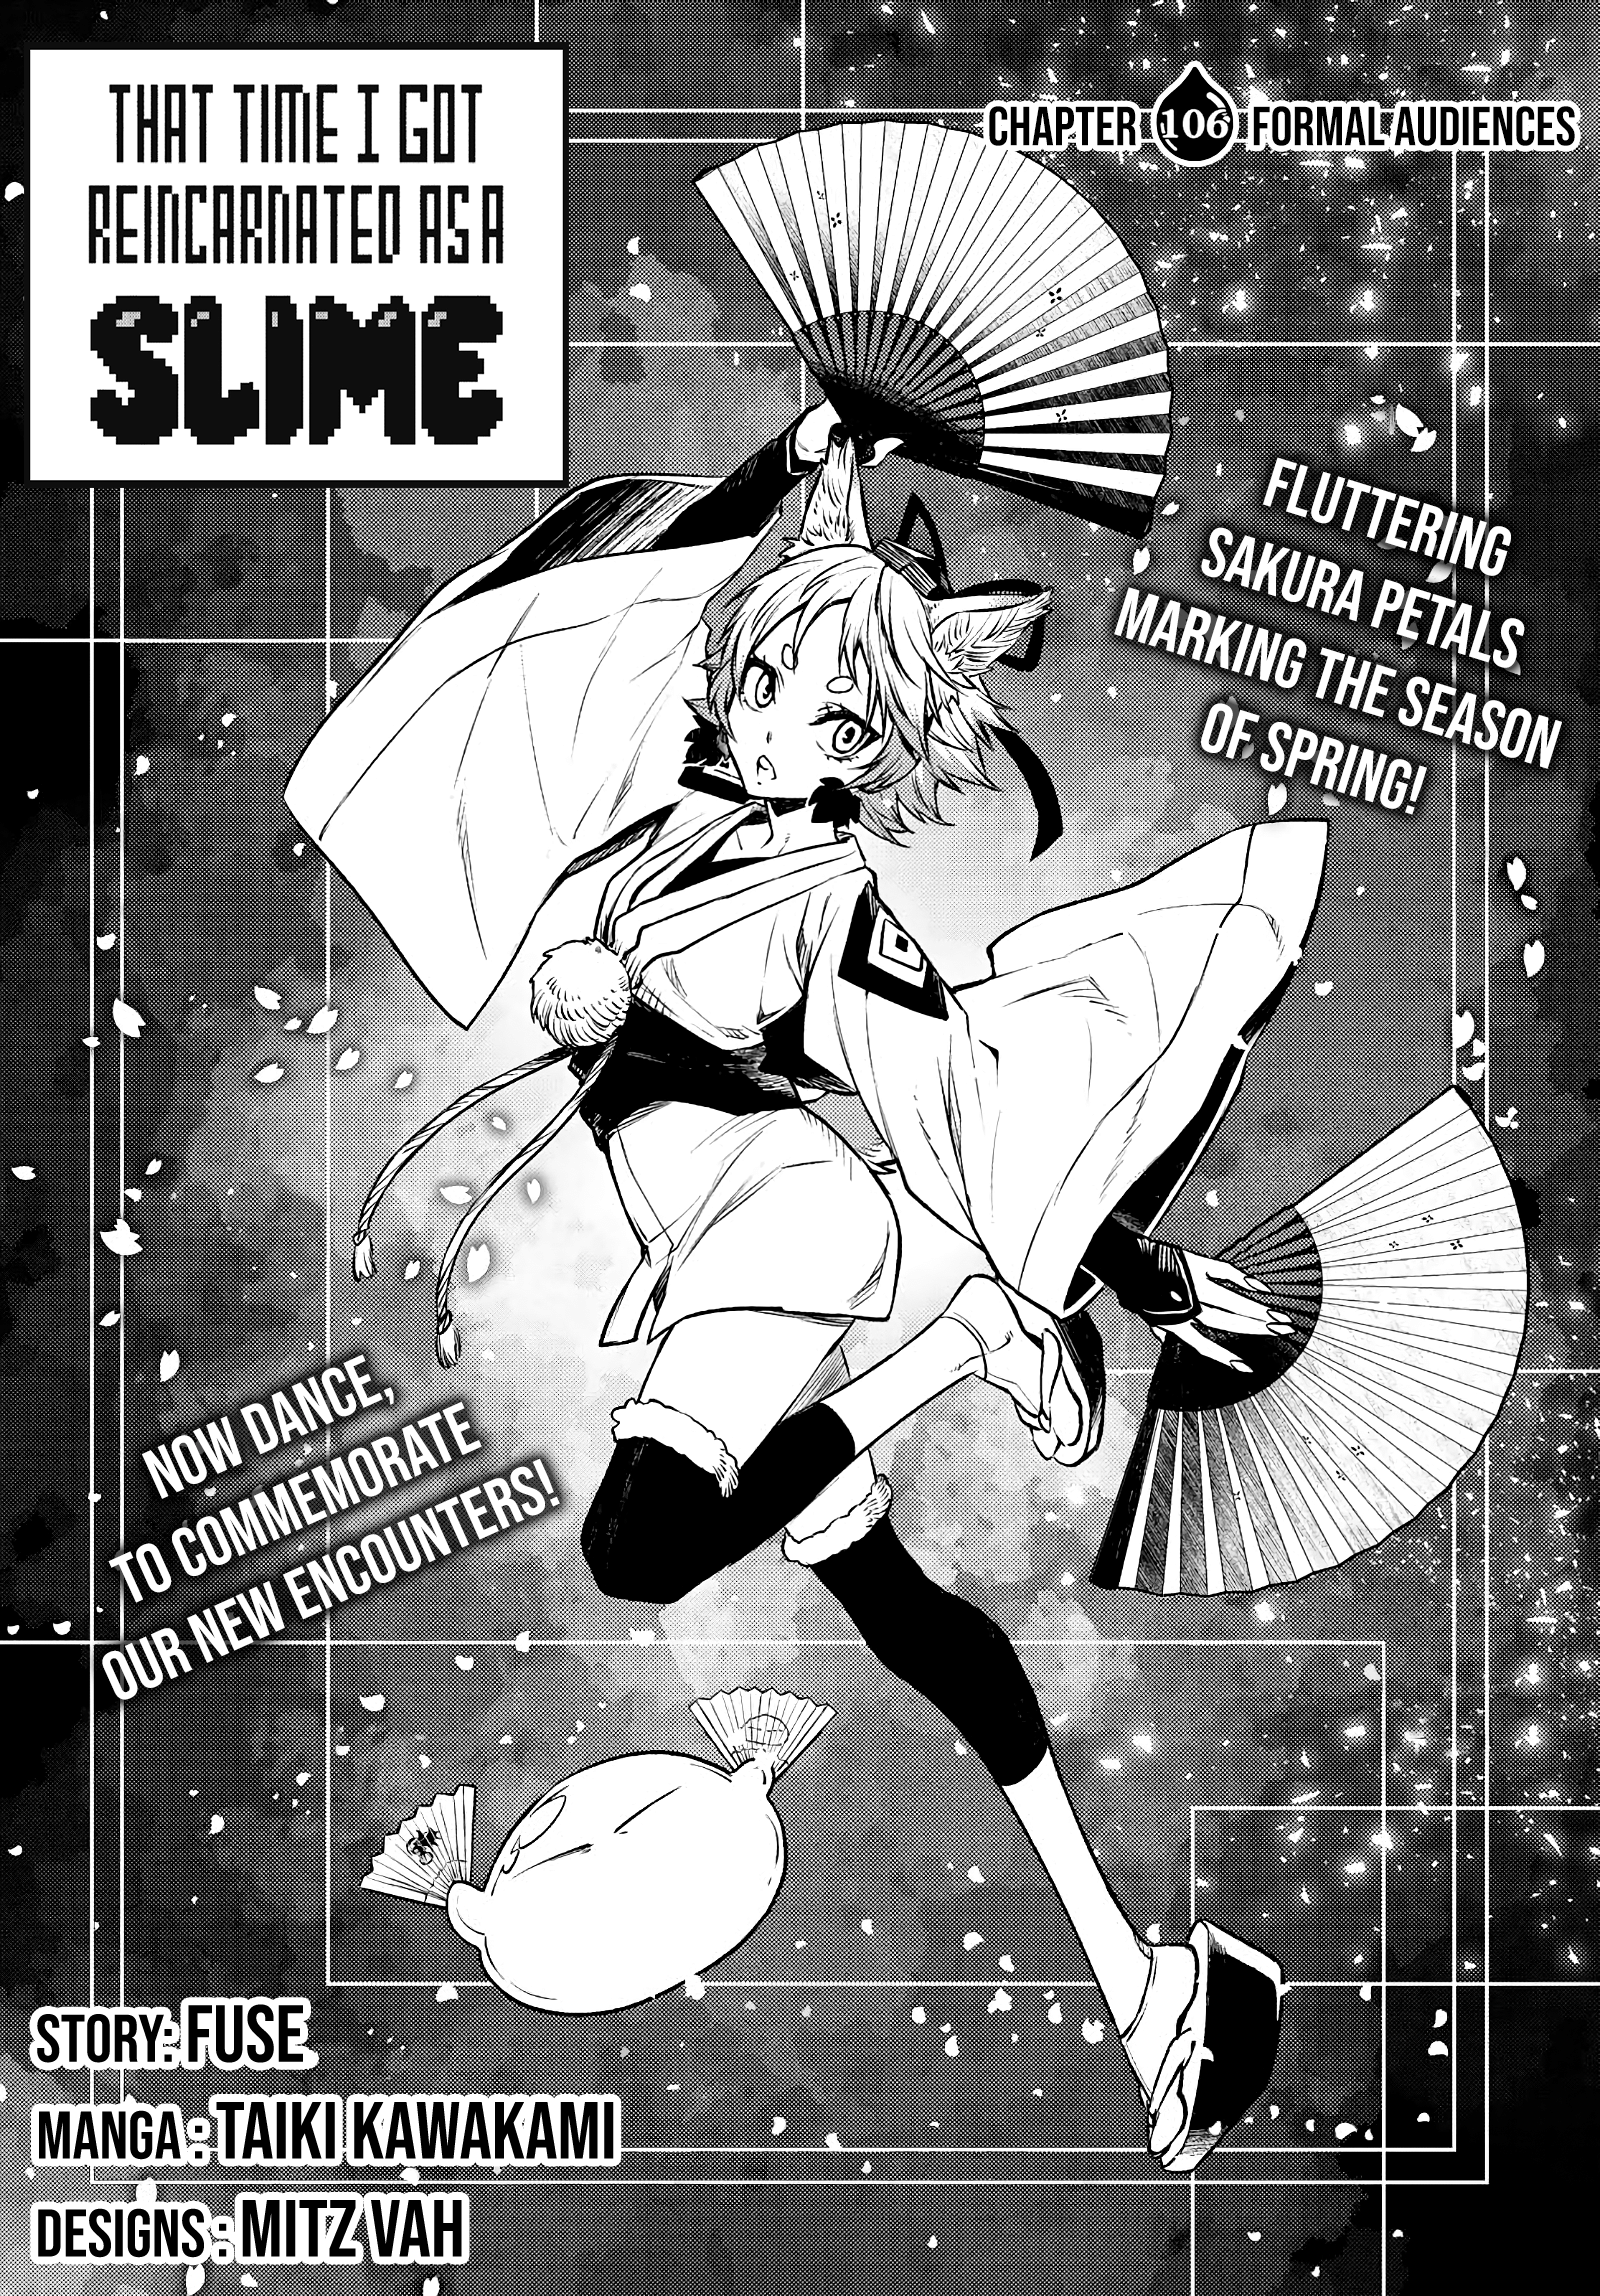 THAT TIME I GOT
REINCARNATED AS A
SLIME
CHAPTER 106 FORMAL AUDIENCES
FLUTTERING
SAKURA PETALS
MARKING THE SEASON
OF SPRING!
NOW DANCE,
TO COMMEMORATE
OUR NEW ENCOUNTERS!
STORY: FUSE
MANGA : TAIKI KAWAKAMI
DESIGNS : MITZ VAH